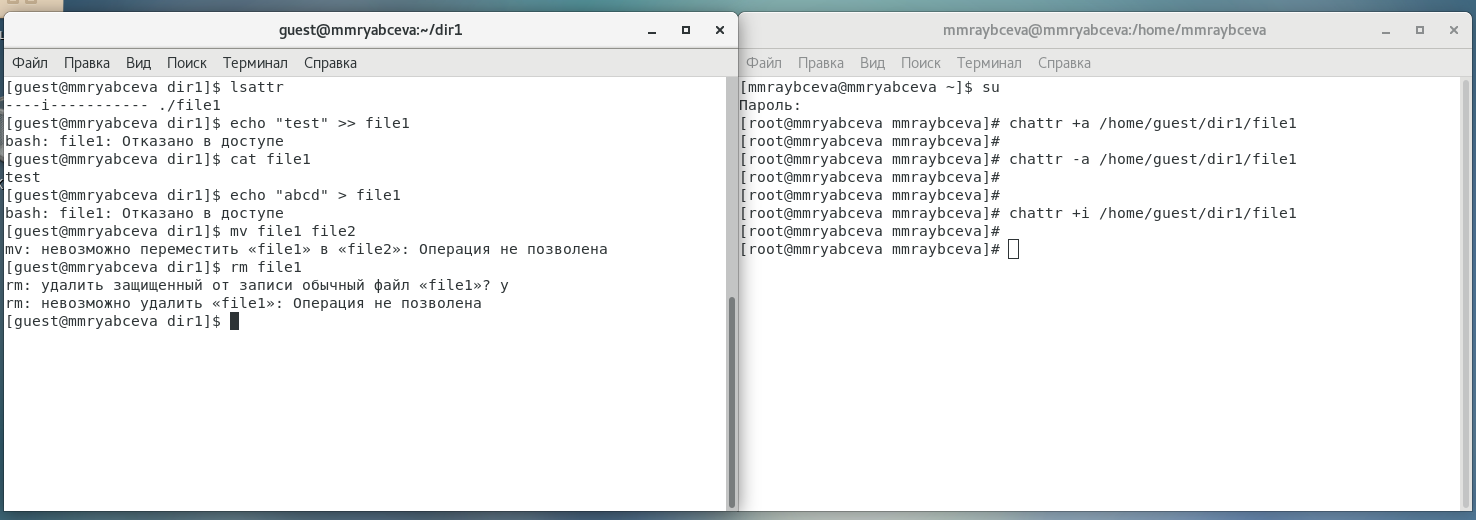 guest@mmryabceva:~/dir1
Файл Правка Вид Поиск Терминал Справка
[guest@mmryabceva dir1]$ lsattr
----i----------- ./file1
[guest@mmryabceva dir1]$ echo "test" >> file1
bash: file1: Отказано в доступе
[guest@mmryabceva dir1]$ cat file1
test
[guest@mmryabceva dir1]$ echo "abcd" > file1
bash: file1: Отказано в доступе
[guest@mmryabceva dir1]$ mv file1 file2
mv: невозможно переместить «file1» в «file2»: Операция не позволена
[guest@mmryabceva dir1]$ rm file1
rm: удалить защищенный от записи обычный файл «file1»? y
rm: невозможно удалить «file1»: Операция не позволена
[guest@mmryabceva dir1]$
mmraybceva@mmryabceva:/home/mmraybceva
Файл Правка Вид Поиск Терминал Справка
[mmraybceva@mmryabceva ~]$ su
Пароль:
[root@mmryabceva mmraybceva]# chattr +a /home/guest/dir1/file1
[root@mmryabceva mmraybceva]#
[root@mmryabceva mmraybceva]# chattr -a /home/guest/dir1/file1
[root@mmryabceva mmraybceva]#
[root@mmryabceva mmraybceva]#
[root@mmryabceva mmraybceva]# chattr +i /home/guest/dir1/file1
[root@mmryabceva mmraybceva]#
[root@mmryabceva mmraybceva]#